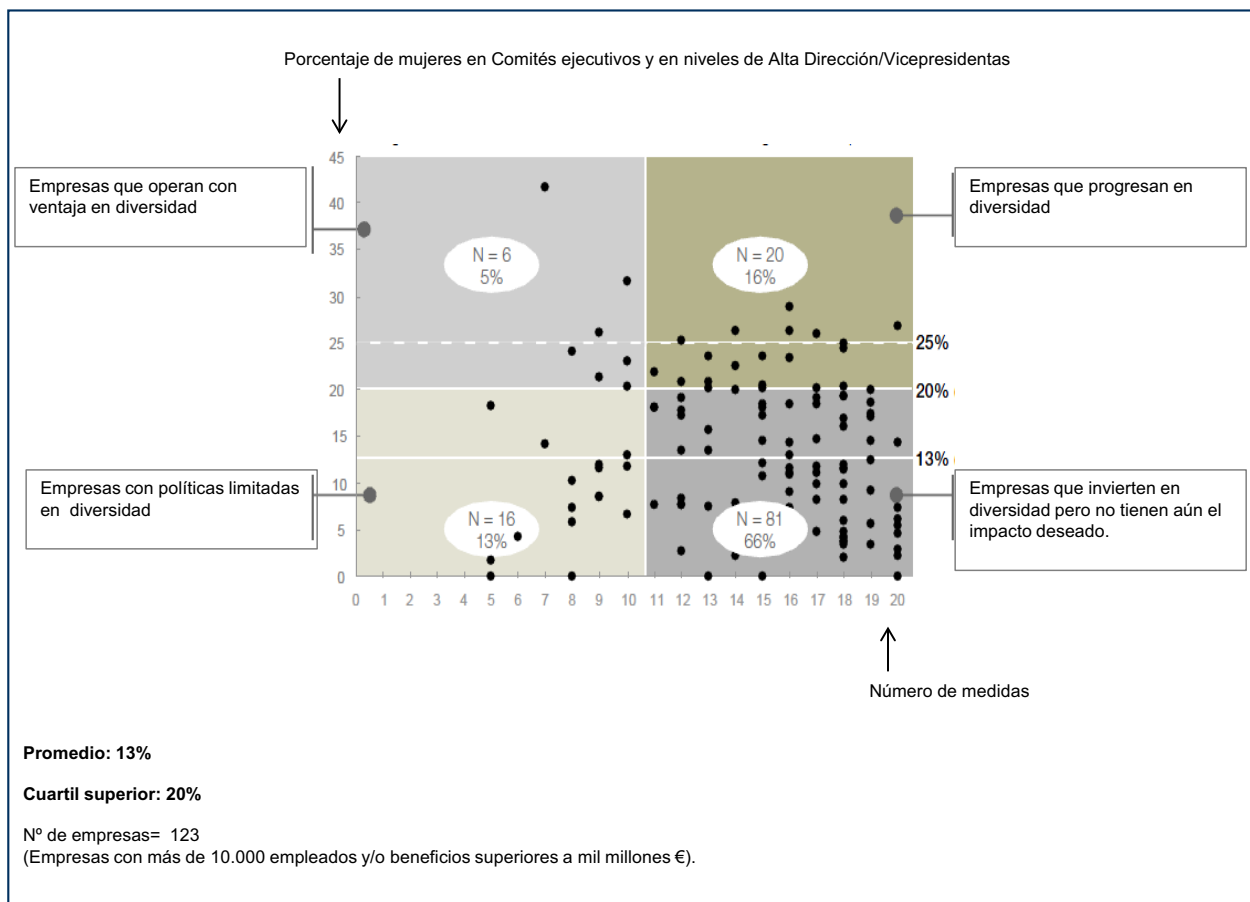 Porcentaje de mujeres en Comités ejecutivos y en niveles de Alta Dirección/Vicepresidentas
Empresas que operan con
ventaja en diversidad
Empresas que progresan en
diversidad
Empresas con políticas limitadas
en diversidad
Empresas que invierten en
diversidad pero no tienen aún el
impacto deseado.
45
40
35
30
25
20
15
10
5
0
N = 6
5%
N = 20
16%
N = 16
13%
N = 81
66%
25%
20%
13%
0 1 2 3 4 5 6 7 8 9 10 11 12 13 14 15 16 17 18 19 20
Número de medidas
Promedio: 13%
Cuartil superior: 20%
Nº de empresas= 123
(Empresas con más de 10.000 empleados y/o beneficios superiores a mil millones €).